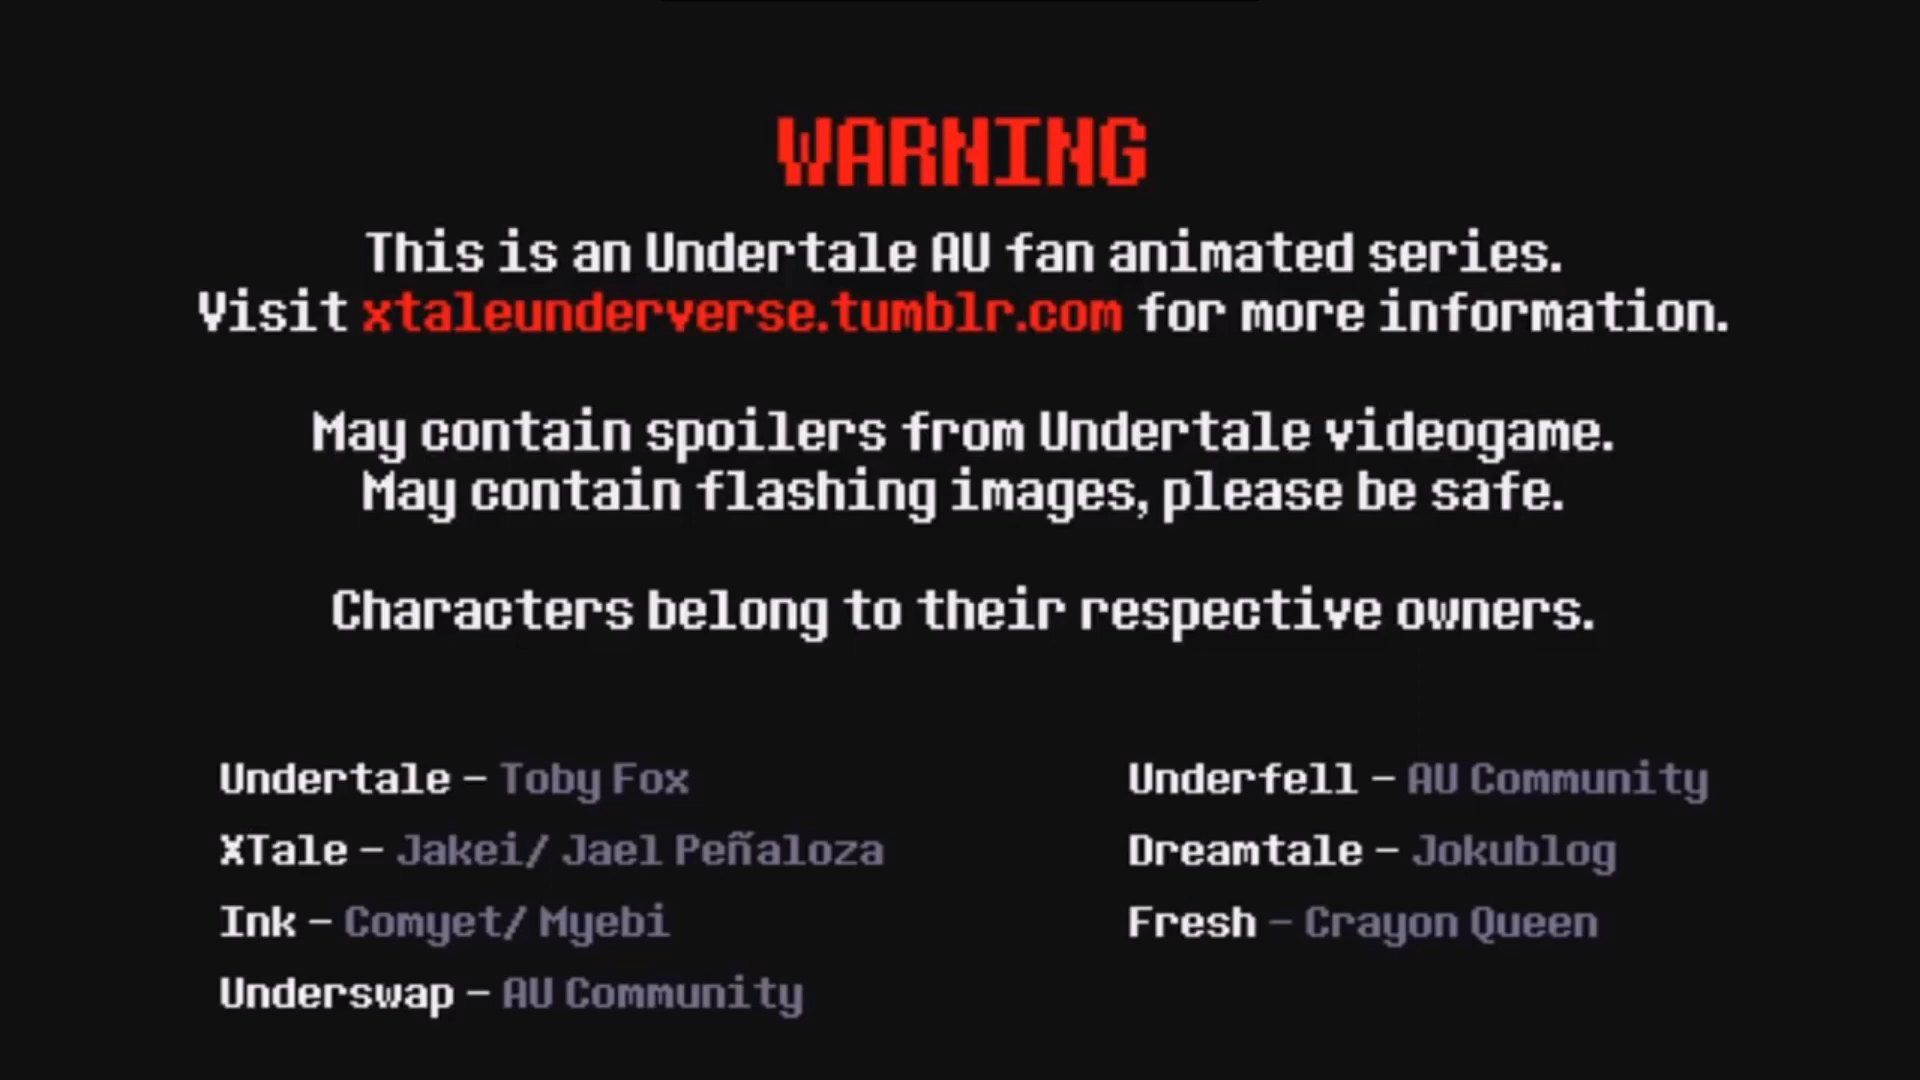 WARNING
This is an Undertale AU fan animated series.
Visit xtaleunderverse.tumblr.com for more information.
May contain spoilers from Undertale videogame.
May contain flashing images, please be safe.
Characters belong to their respective owners.
Undertale – Toby Fox
XTale – Jakei/ Jael Peñaloza
Ink – Comyet/ Myebi
Underswap – AU Community
Underfell – AU Community
Dreamtale – Jokublog
Fresh – Crayon Queen